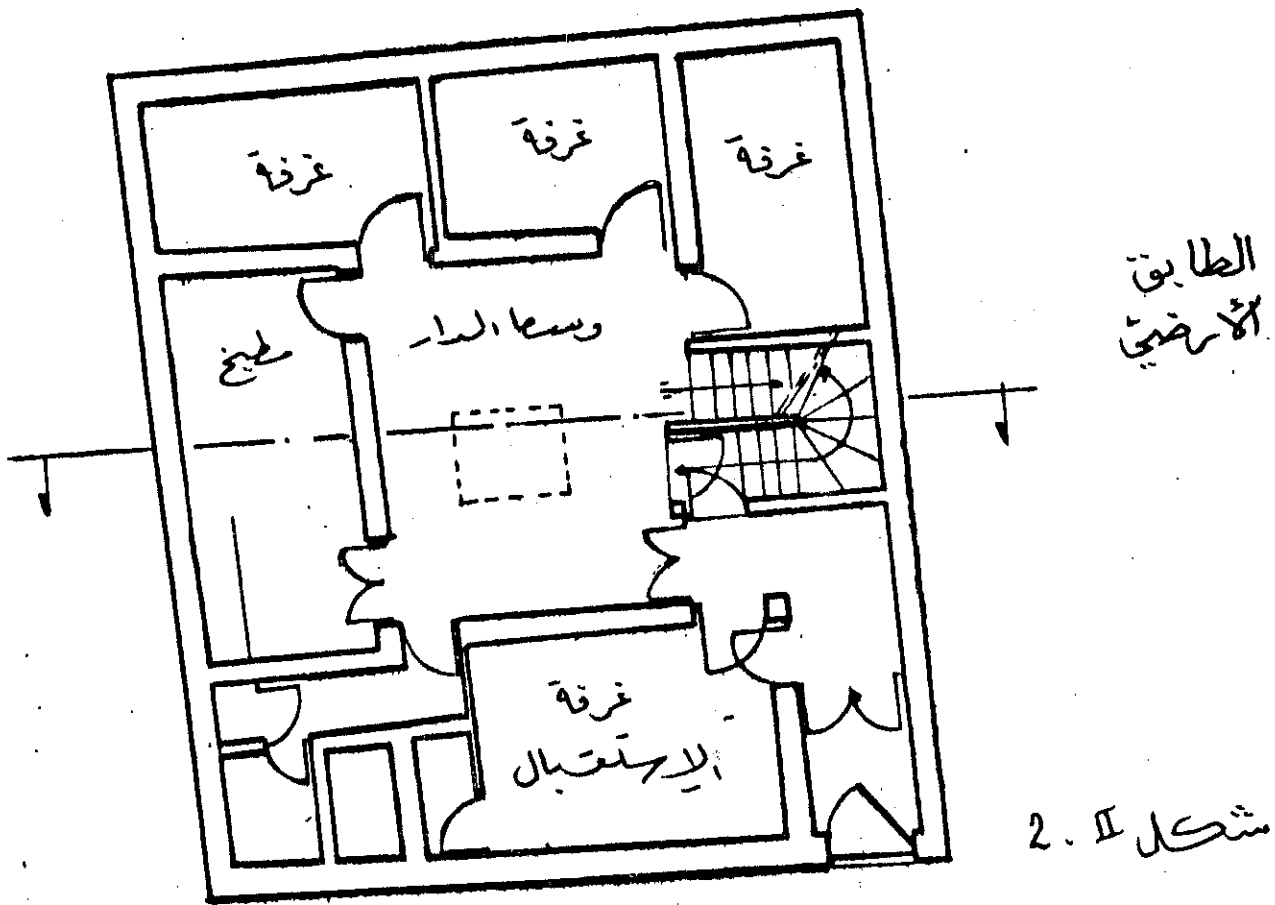 غرفة
غرفة
غرفة
الطابق
الأرضي
وسط الدار
مطبخ
غرفة
الإستقبال
شكل II . 2